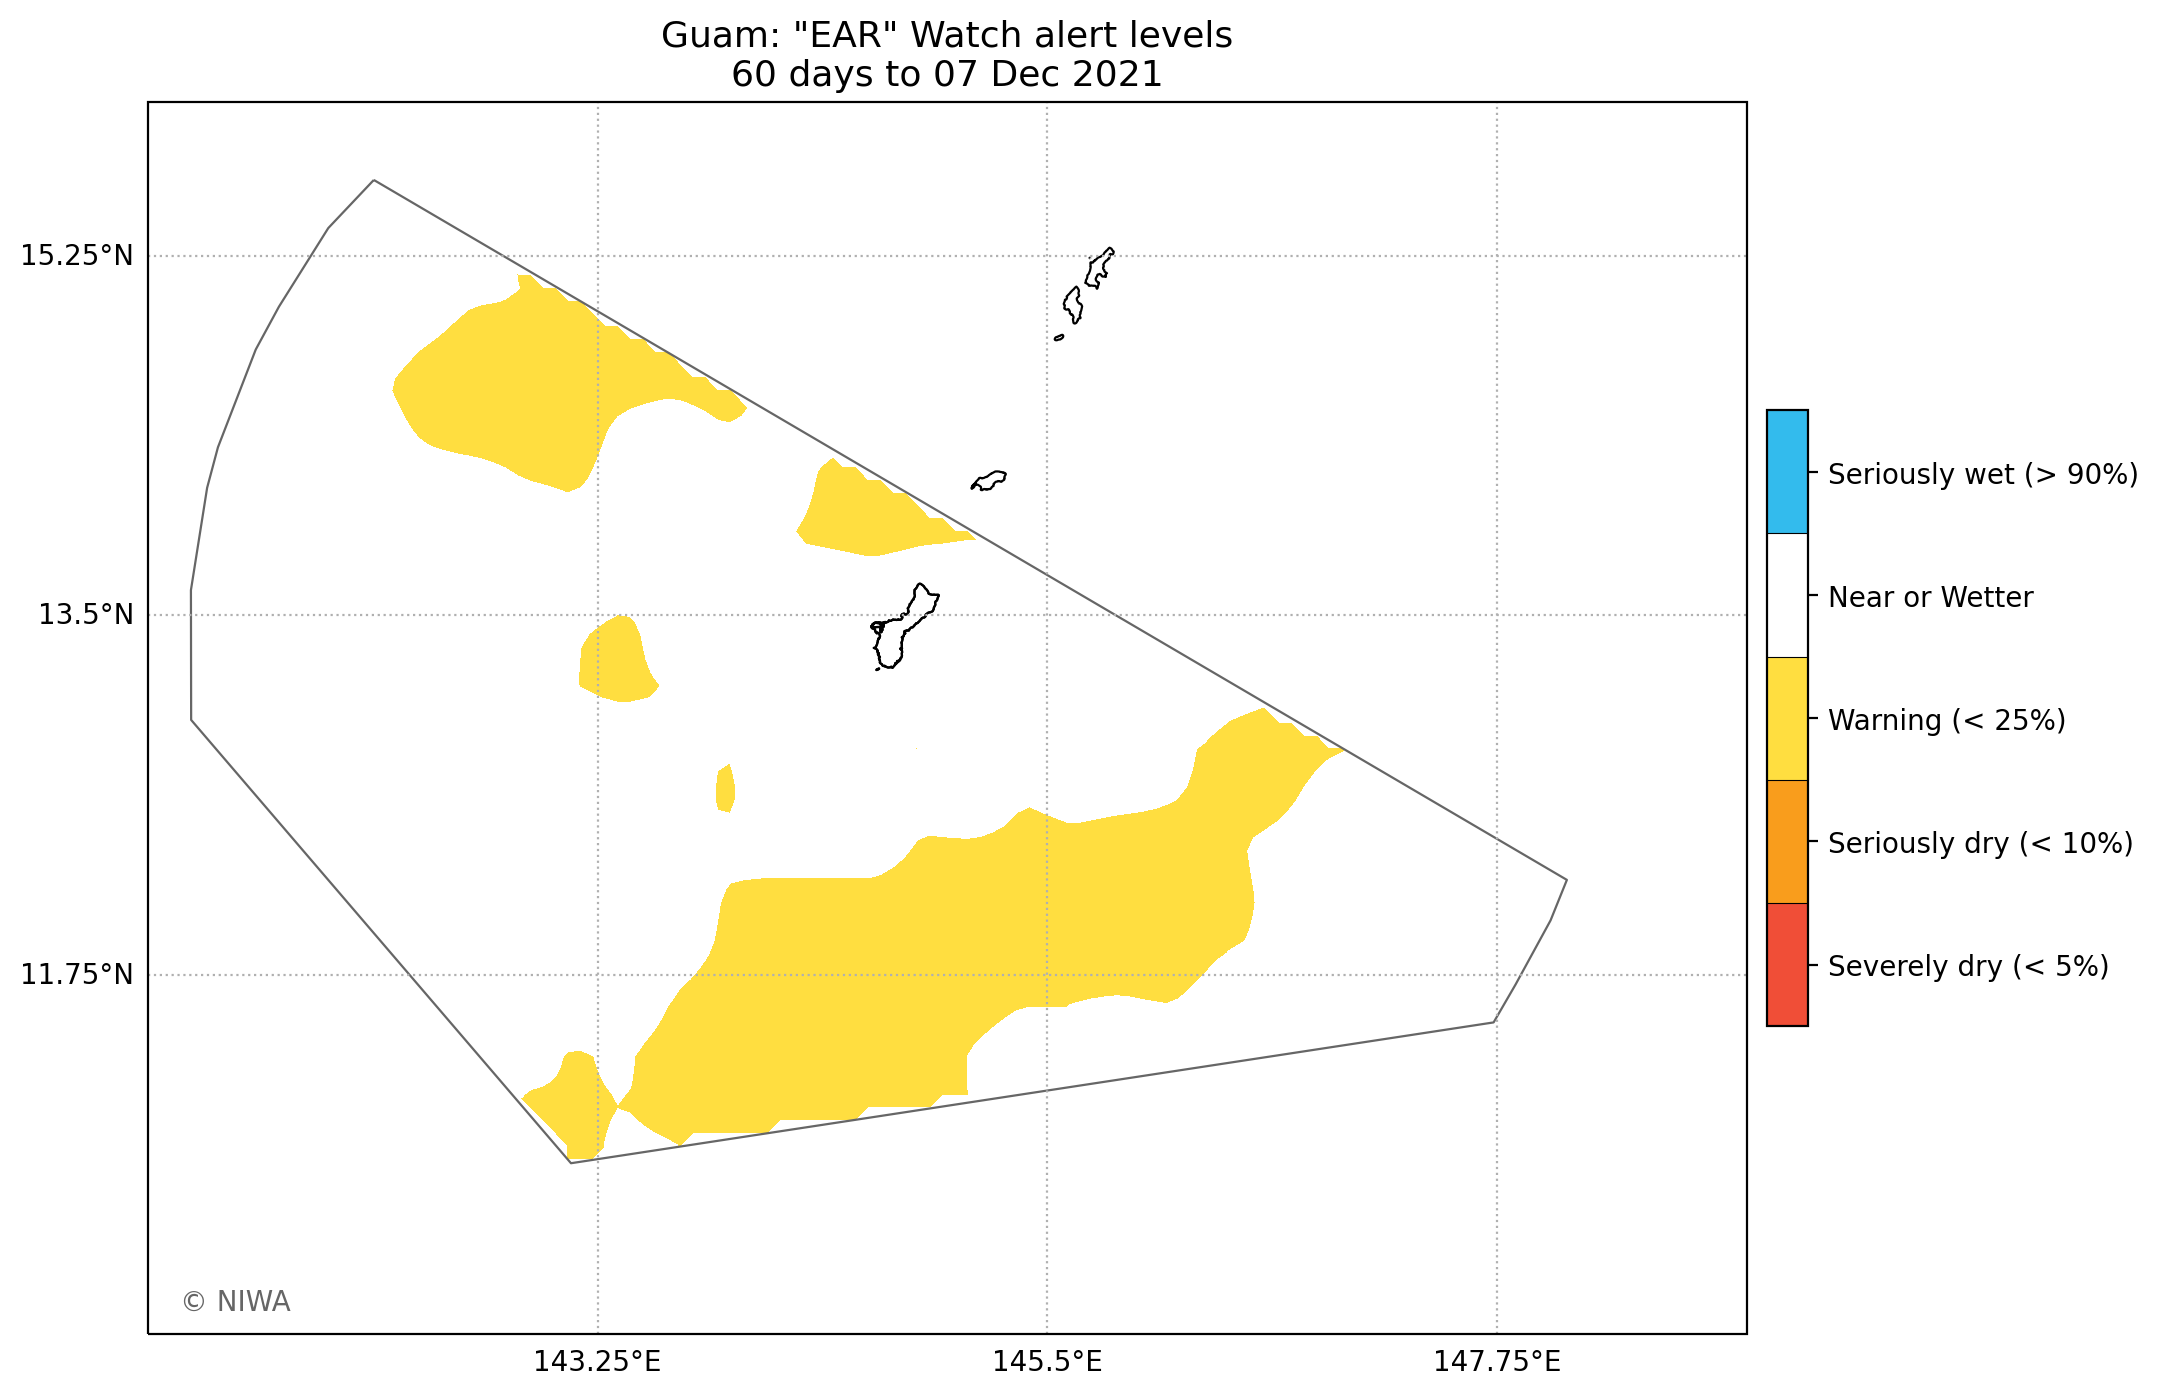 Guam: "EAR" Watch alert levels
60 days to 07 Dec 2021
15.25°N
13.5°N
11.75°N
143.25°E
145.5°E
147.75°E
Seriously wet (> 90%)
Near or Wetter
Warning (< 25%)
Seriously dry (< 10%)
Severely dry (< 5%)
© NIWA